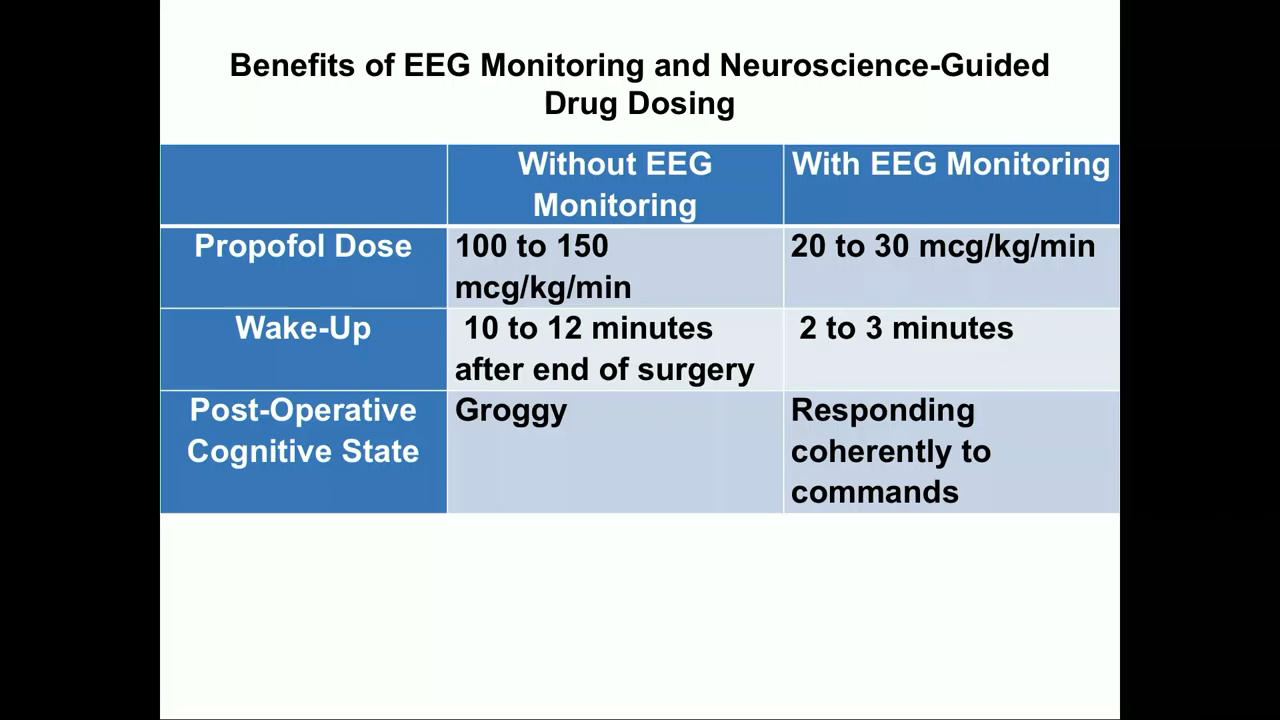 Benefits of EEG Monitoring and Neuroscience-Guided
Drug Dosing
Without EEG
Monitoring
With EEG Monitoring
Propofol Dose
100 to 150
mcg/kg/min
20 to 30 mcg/kg/min
Wake-Up
10 to 12 minutes
after end of surgery
2 to 3 minutes
Post-Operative
Cognitive State
Groggy
Responding
coherently to
commands